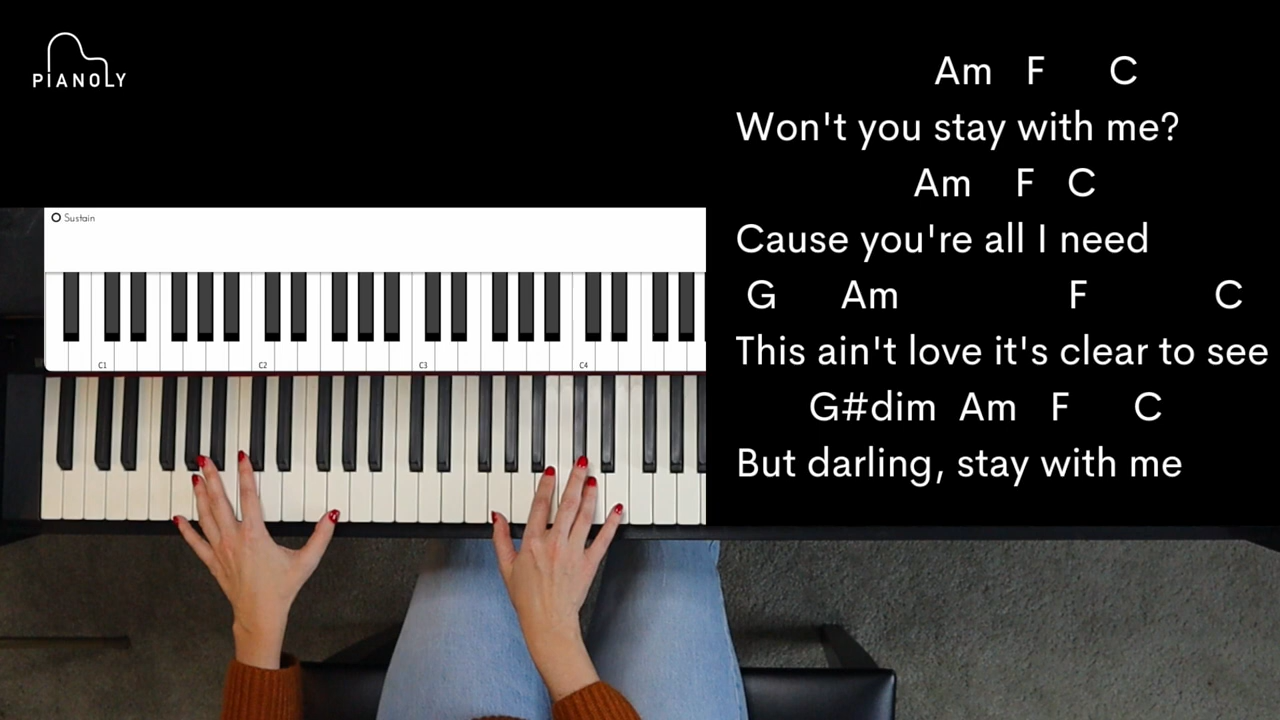 PIANOLY
Am F C
Won't you stay with me?
Am F C
Cause you're all I need
G Am F C
This ain't love it's clear to see
G#dim Am F C
But darling, stay with me
Sustain
C1 C2 C3 C4